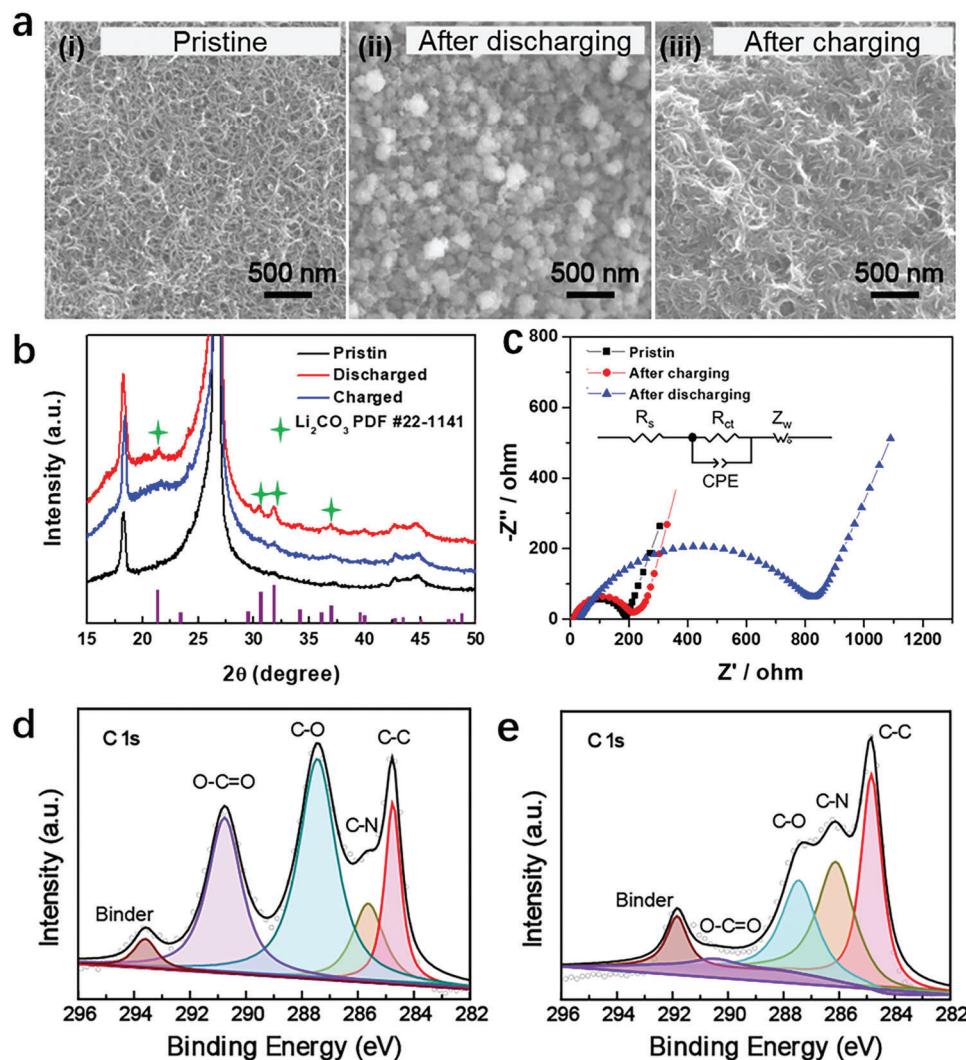 a
(i) Pristine
500 nm
(ii) After discharging
500 nm
(iii) After charging
500 nm
b
Pristin
Discharged
Charged
Li2CO3 PDF #22-1141
Intensity (a.u.)
15 20 25 30 35 40 45 50
2θ (degree)
c
Pristin
After charging
After discharging
Rs
Rct
Zw
CPE
-Z'' / ohm
800
600
400
200
0
0 200 400 600 800 1000 1200
Z' / ohm
d
C 1s
Binder
O-C=O
C-O
C-N
C-C
Intensity (a.u.)
296 294 292 290 288 286 284 282
Binding Energy (eV)
e
C 1s
Binder
O-C=O
C-O
C-N
C-C
Intensity (a.u.)
296 294 292 290 288 286 284 282
Binding Energy (eV)